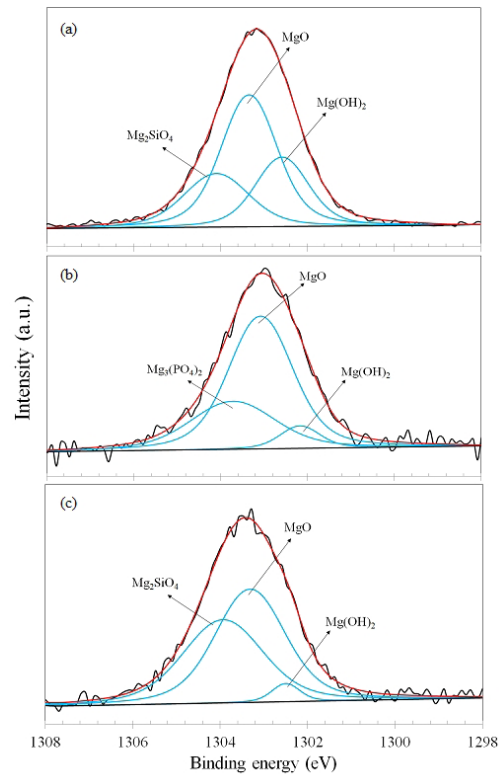 (a)
MgO
Mg(OH)2
Mg2SiO4
(b)
MgO
Mg3(PO4)2
Mg(OH)2
Intensity (a.u.)
(c)
MgO
Mg2SiO4
Mg(OH)2
1308 1306 1304 1302 1300 1298
Binding energy (eV)